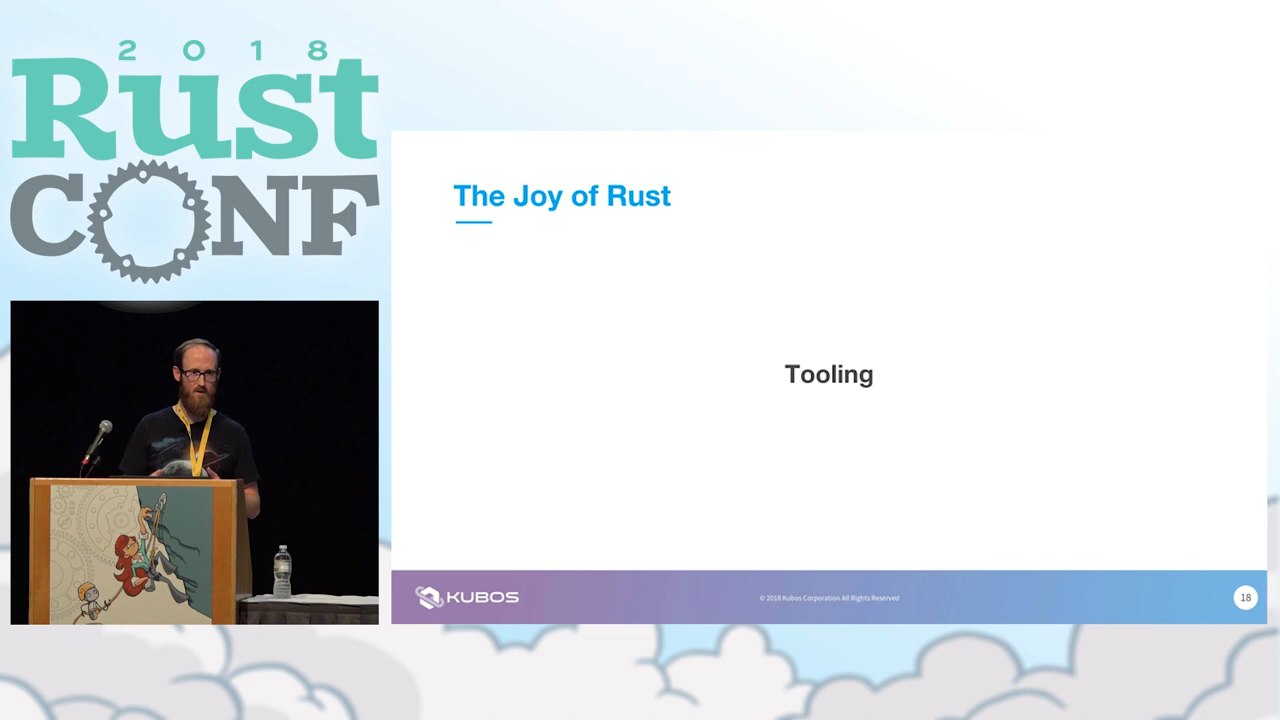 2018
Rust
CONF
The Joy of Rust
Tooling
KUBOS
© 2018 Kubos Corporation All Rights Reserved
18